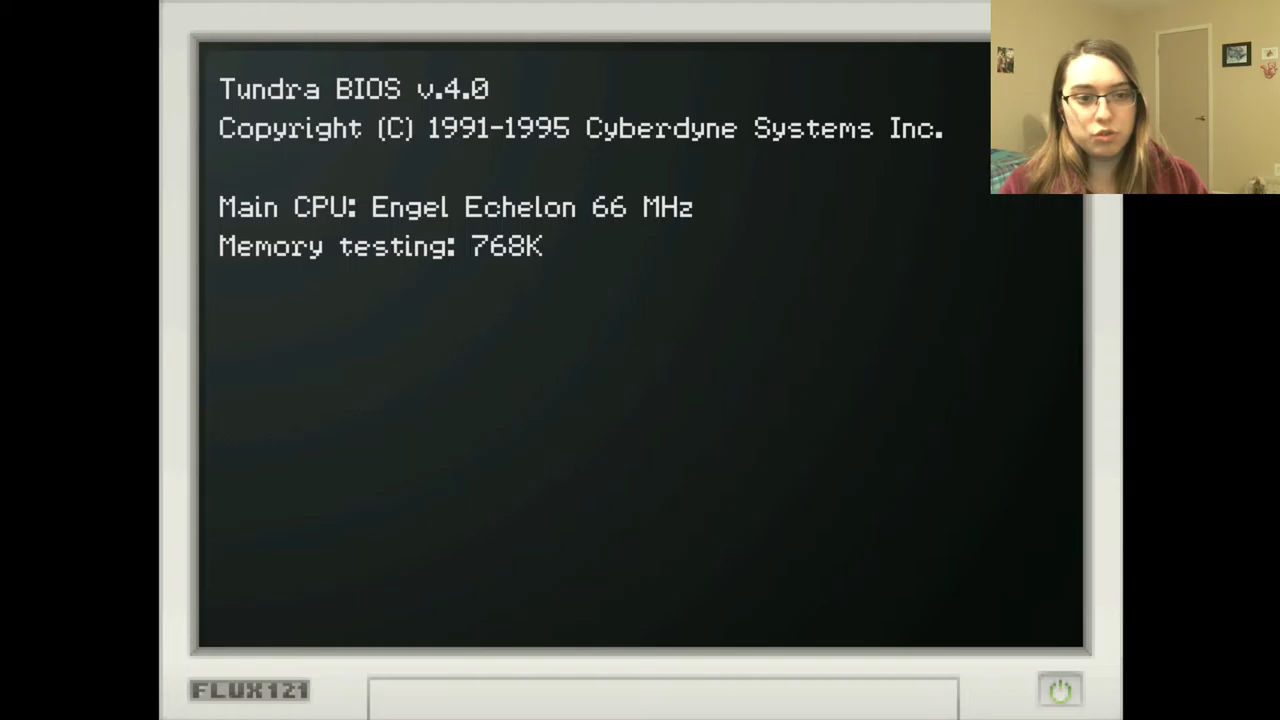 Tundra BIOS v.4.0
Copyright (C) 1991-1995 Cyberdyne Systems Inc.
Main CPU: Engel Echelon 66 MHz
Memory testing: 768K
FLUX121